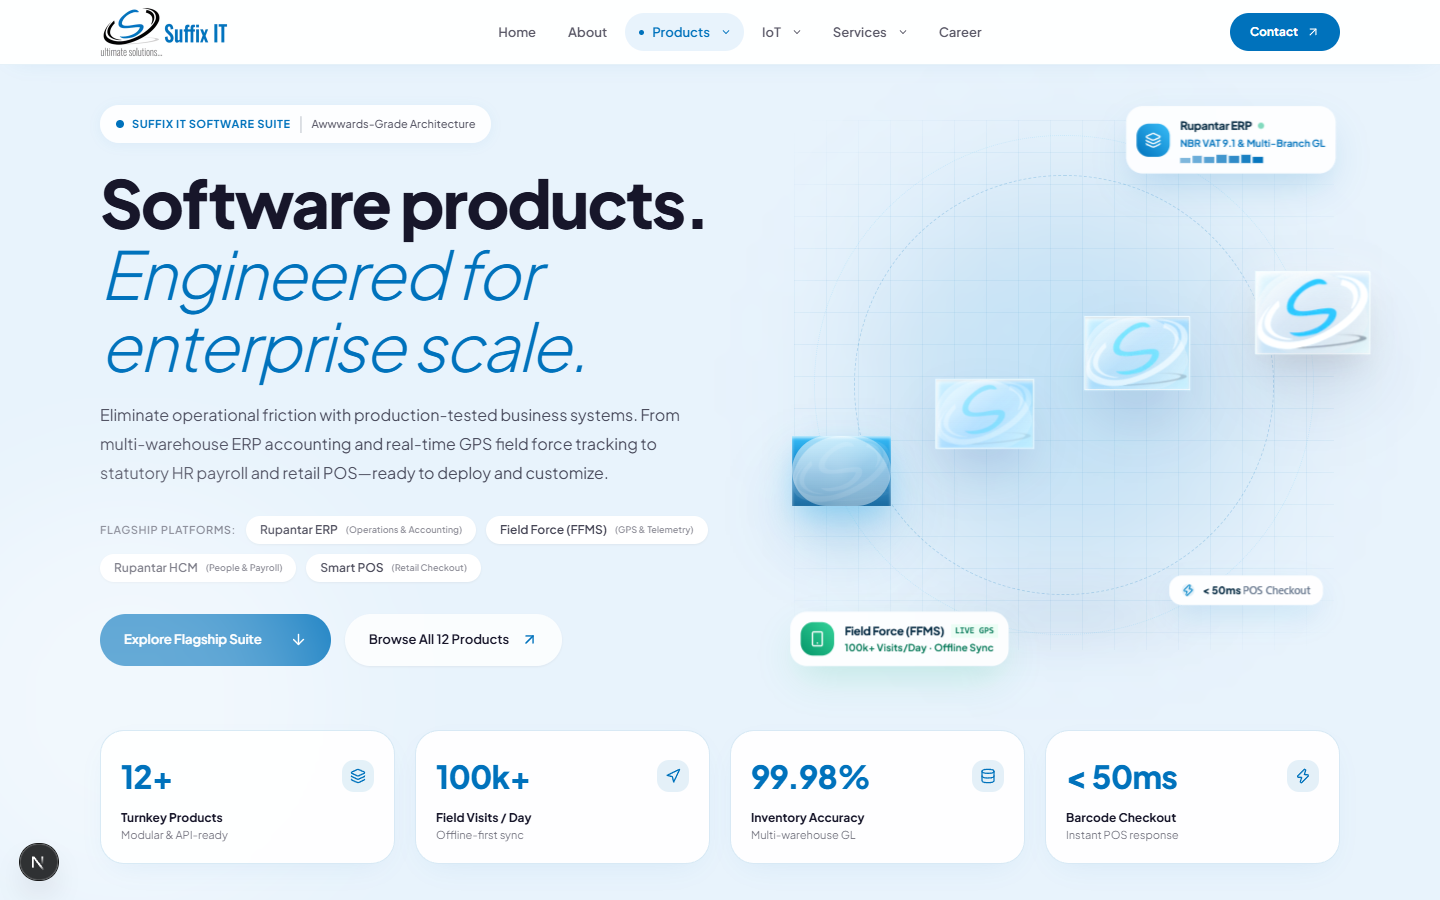 Suffix IT
ultimate solutions...
Home
About
Products
IoT
Services
Career
Contact
SUFFIX IT SOFTWARE SUITE
Awwwards-Grade Architecture
Software products.
Engineered for
enterprise scale.
Eliminate operational friction with production-tested business systems. From
multi-warehouse ERP accounting and real-time GPS field force tracking to
statutory HR payroll and retail POS—ready to deploy and customize.
FLAGSHIP PLATFORMS:
Rupantar ERP (Operations & Accounting)
Field Force (FFMS) (GPS & Telemetry)
Rupantar HCM (People & Payroll)
Smart POS (Retail Checkout)
Explore Flagship Suite
Browse All 12 Products
Rupantar ERP
NBR VAT 9.1 & Multi-Branch GL
< 50ms POS Checkout
Field Force (FFMS) LIVE GPS
100k+ Visits/Day · Offline Sync
12+
Turnkey Products
Modular & API-ready
100k+
Field Visits / Day
Offline-first sync
99.98%
Inventory Accuracy
Multi-warehouse GL
< 50ms
Barcode Checkout
Instant POS response
N